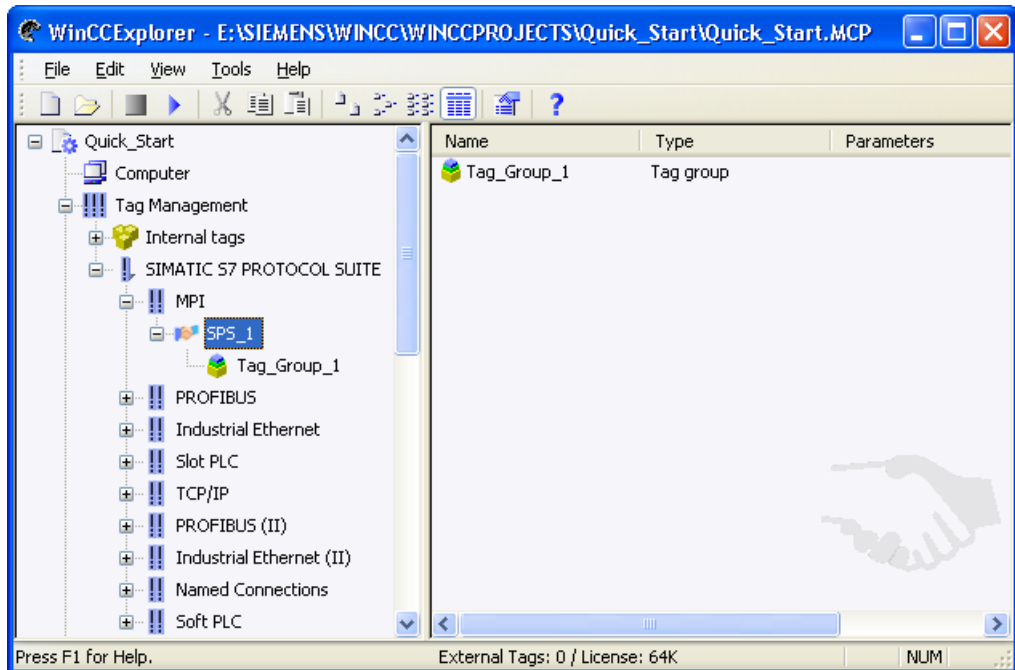 WinCCExplorer - E:\SIEMENS\WINCC\WINCCPROJECTS\Quick_Start\Quick_Start.MCP
File Edit View Tools Help
Quick_Start
Computer
Tag Management
Internal tags
SIMATIC S7 PROTOCOL SUITE
MPI
SPS_1
Tag_Group_1
PROFIBUS
Industrial Ethernet
Slot PLC
TCP/IP
PROFIBUS (II)
Industrial Ethernet (II)
Named Connections
Soft PLC
Name Type Parameters
Tag_Group_1 Tag group
Press F1 for Help. External Tags: 0 / License: 64K NUM